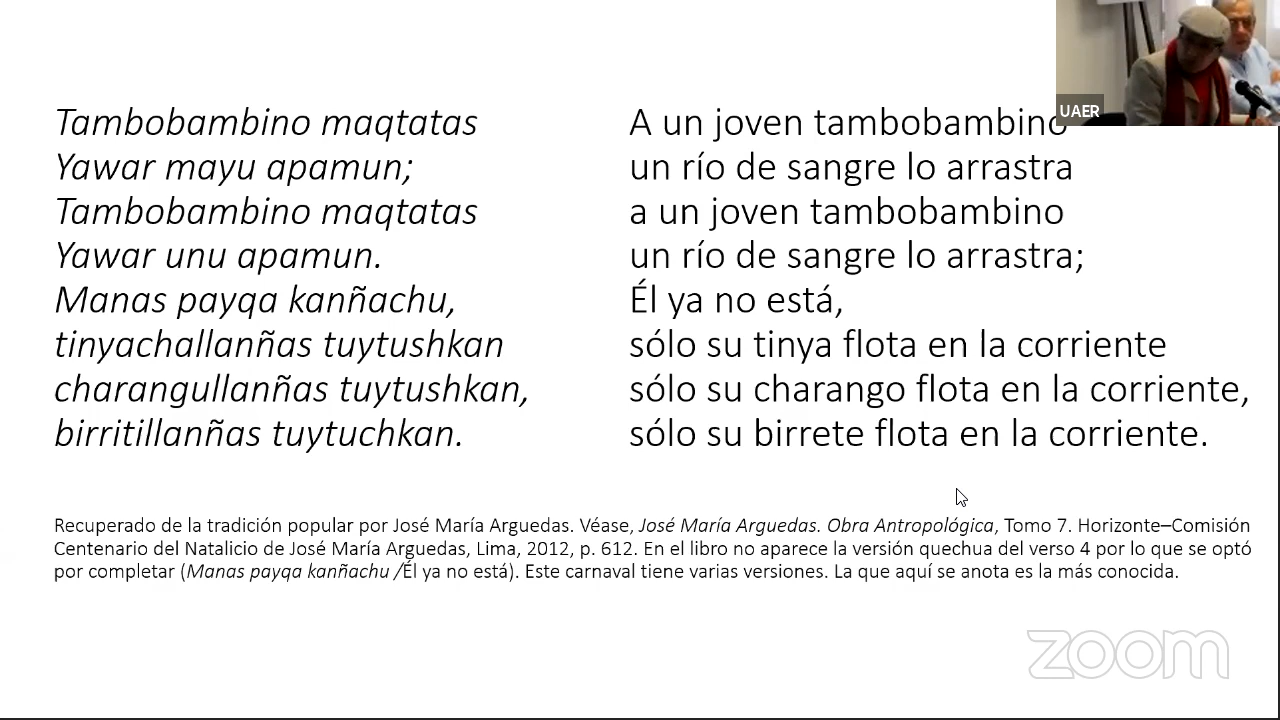 Tambobambino maqtatas
Yawar mayu apamun;
Tambobambino maqtatas
Yawar unu apamun.
Manas payqa kanñachu,
tinyachallanñas tuytushkan
charangullanñas tuytushkan,
birritillanñas tuytuchkan.
A un joven tambobambino
un río de sangre lo arrastra
a un joven tambobambino
un río de sangre lo arrastra;
Él ya no está,
sólo su tinya flota en la corriente
sólo su charango flota en la corriente,
sólo su birrete flota en la corriente.
Recuperado de la tradición popular por José María Arguedas. Véase, José María Arguedas. Obra Antropológica, Tomo 7. Horizonte–Comisión
Centenario del Natalicio de José María Arguedas, Lima, 2012, p. 612. En el libro no aparece la versión quechua del verso 4 por lo que se optó
por completar (Manas payqa kanñachu /Él ya no está). Este carnaval tiene varias versiones. La que aquí se anota es la más conocida.
UAER
zoom